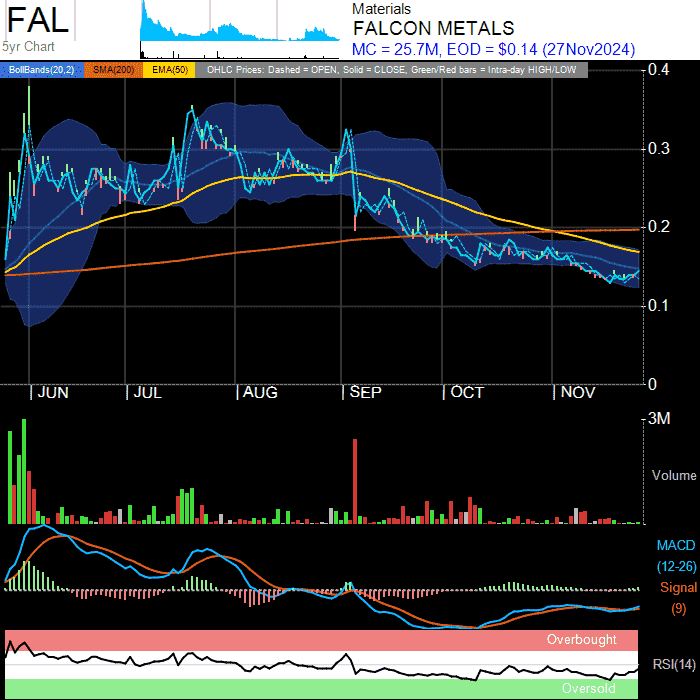 FAL
5yr Chart
Materials
FALCON METALS
MC = 25.7M, EOD = $0.14 (27Nov2024)
BollBands(20,2) SMA(200) EMA(50) OHLC Prices: Dashed = OPEN, Solid = CLOSE, Green/Red bars = Intra-day HIGH/LOW
0.4
0.3
0.2
0.1
0
JUN JUL AUG SEP OCT NOV
3M
Volume
MACD
(12-26)
Signal
(9)
Overbought
RSI(14)
Oversold